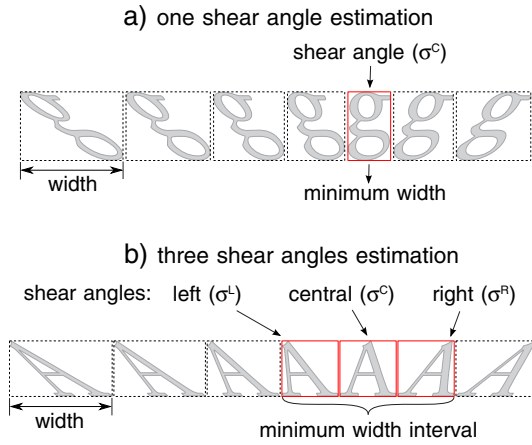 a) one shear angle estimation
shear angle (σᶜ)
g g g g g g g
width
minimum width
b) three shear angles estimation
shear angles: left (σᴸ) central (σᶜ) right (σᴿ)
A A A A A A A
width
minimum width interval